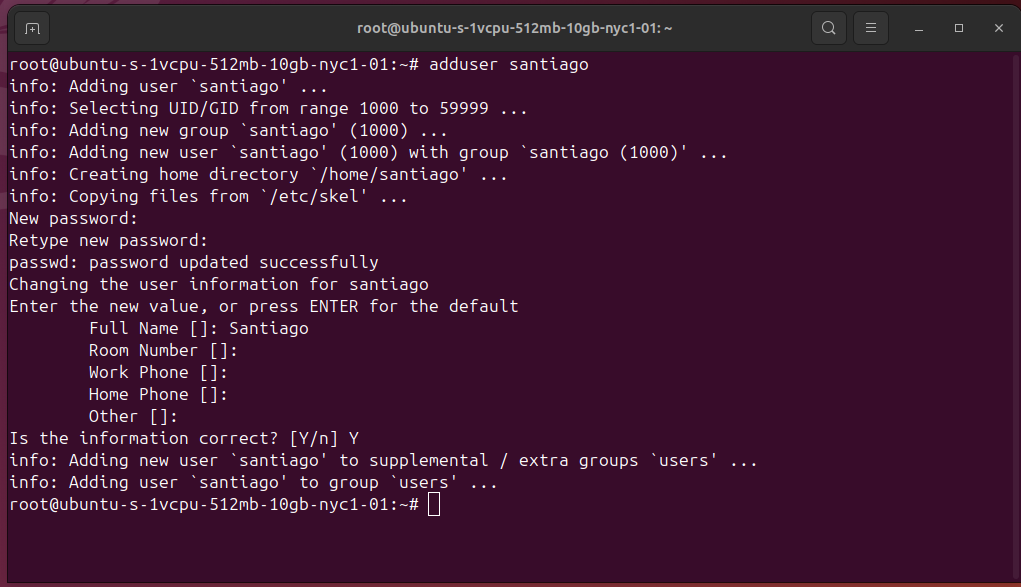 root@ubuntu-s-1vcpu-512mb-10gb-nyc1-01: ~
root@ubuntu-s-1vcpu-512mb-10gb-nyc1-01:~# adduser santiago
info: Adding user `santiago' ...
info: Selecting UID/GID from range 1000 to 59999 ...
info: Adding new group `santiago' (1000) ...
info: Adding new user `santiago' (1000) with group `santiago (1000)' ...
info: Creating home directory `/home/santiago' ...
info: Copying files from `/etc/skel' ...
New password:
Retype new password:
passwd: password updated successfully
Changing the user information for santiago
Enter the new value, or press ENTER for the default
        Full Name []: Santiago
        Room Number []:
        Work Phone []:
        Home Phone []:
        Other []:
Is the information correct? [Y/n] Y
info: Adding new user `santiago' to supplemental / extra groups `users' ...
info: Adding user `santiago' to group `users' ...
root@ubuntu-s-1vcpu-512mb-10gb-nyc1-01:~#